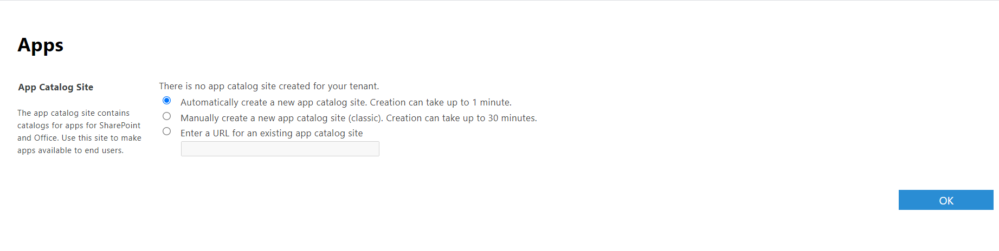 Apps
App Catalog Site
The app catalog site contains
catalogs for apps for SharePoint
and Office. Use this site to make
apps available to end users.
There is no app catalog site created for your tenant.
Automatically create a new app catalog site. Creation can take up to 1 minute.
Manually create a new app catalog site (classic). Creation can take up to 30 minutes.
Enter a URL for an existing app catalog site
OK